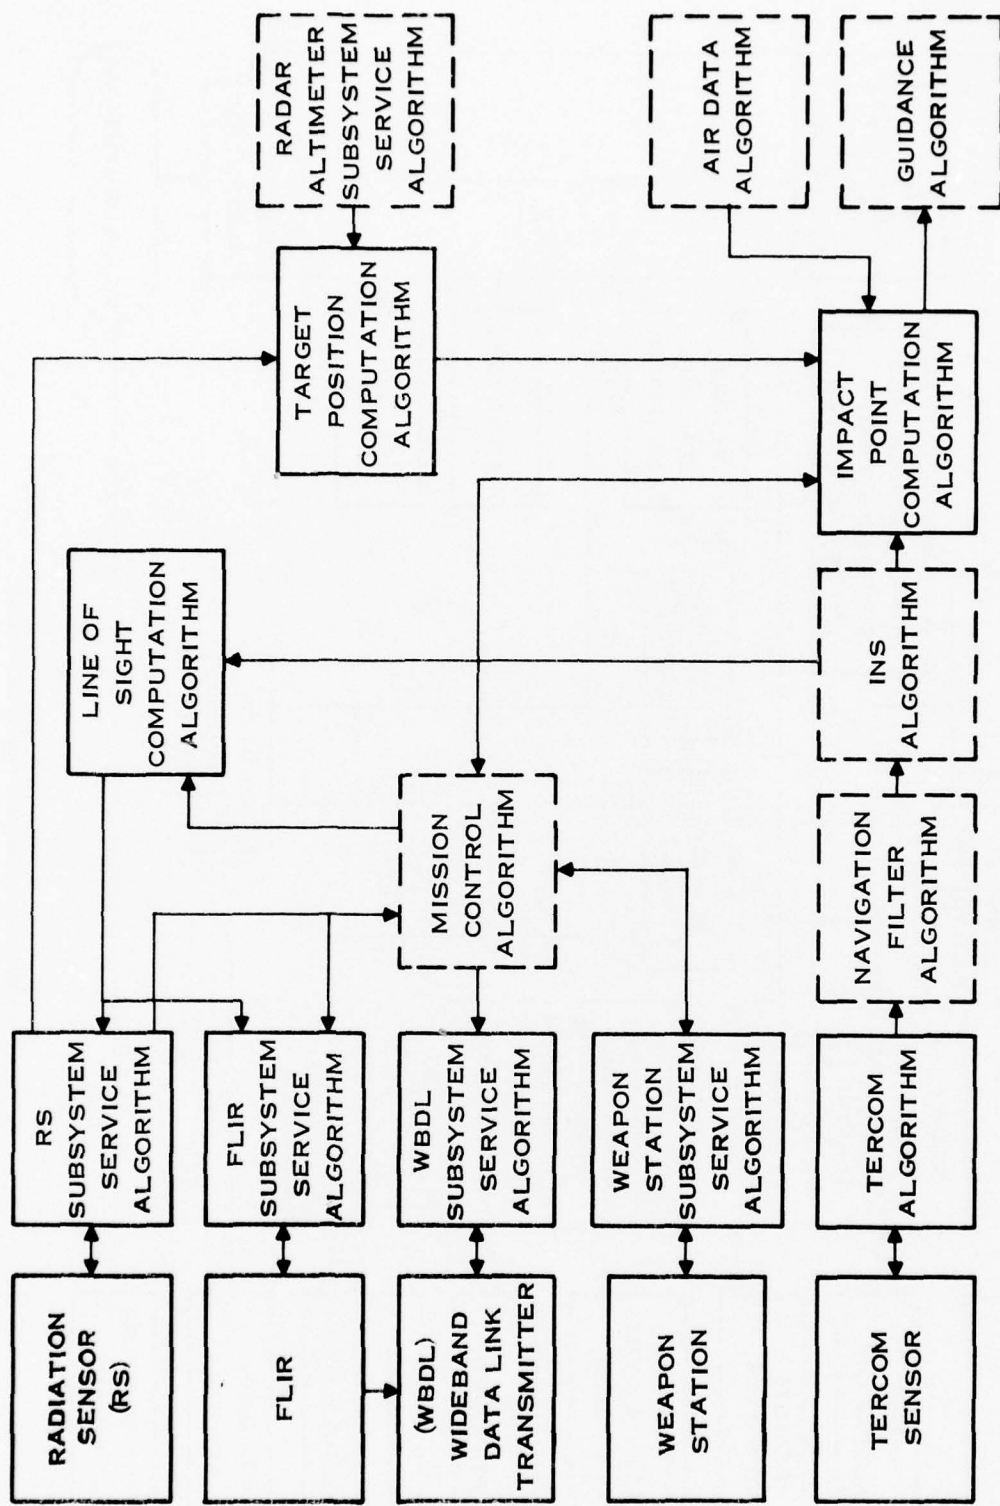 RADIATION
SENSOR
(RS)
RS
SUBSYSTEM
SERVICE
ALGORITHM
LINE OF
SIGHT
COMPUTATION
ALGORITHM
FLIR
FLIR
SUBSYSTEM
SERVICE
ALGORITHM
TARGET
POSITION
COMPUTATION
ALGORITHM
RADAR
ALTIMETER
SUBSYSTEM
SERVICE
ALGORITHM
(WBDL)
WIDEBAND
DATA LINK
TRANSMITTER
WBDL
SUBSYSTEM
SERVICE
ALGORITHM
MISSION
CONTROL
ALGORITHM
WEAPON
STATION
WEAPON
STATION
SUBSYSTEM
SERVICE
ALGORITHM
AIR DATA
ALGORITHM
TERCOM
SENSOR
TERCOM
ALGORITHM
NAVIGATION
FILTER
ALGORITHM
INS
ALGORITHM
IMPACT
POINT
COMPUTATION
ALGORITHM
GUIDANCE
ALGORITHM